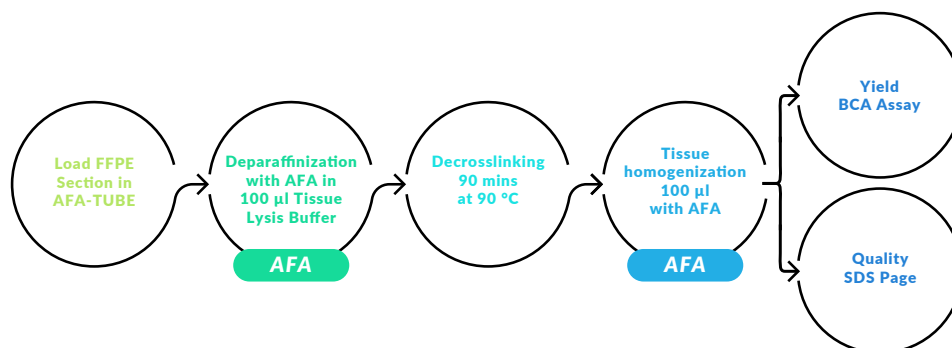 Load FFPE
Section in
AFA-TUBE
Deparaffinization
with AFA in
100 µl Tissue
Lysis Buffer
AFA
Decrosslinking
90 mins
at 90 °C
Tissue
homogenization
100 µl
with AFA
AFA
Yield
BCA Assay
Quality
SDS Page